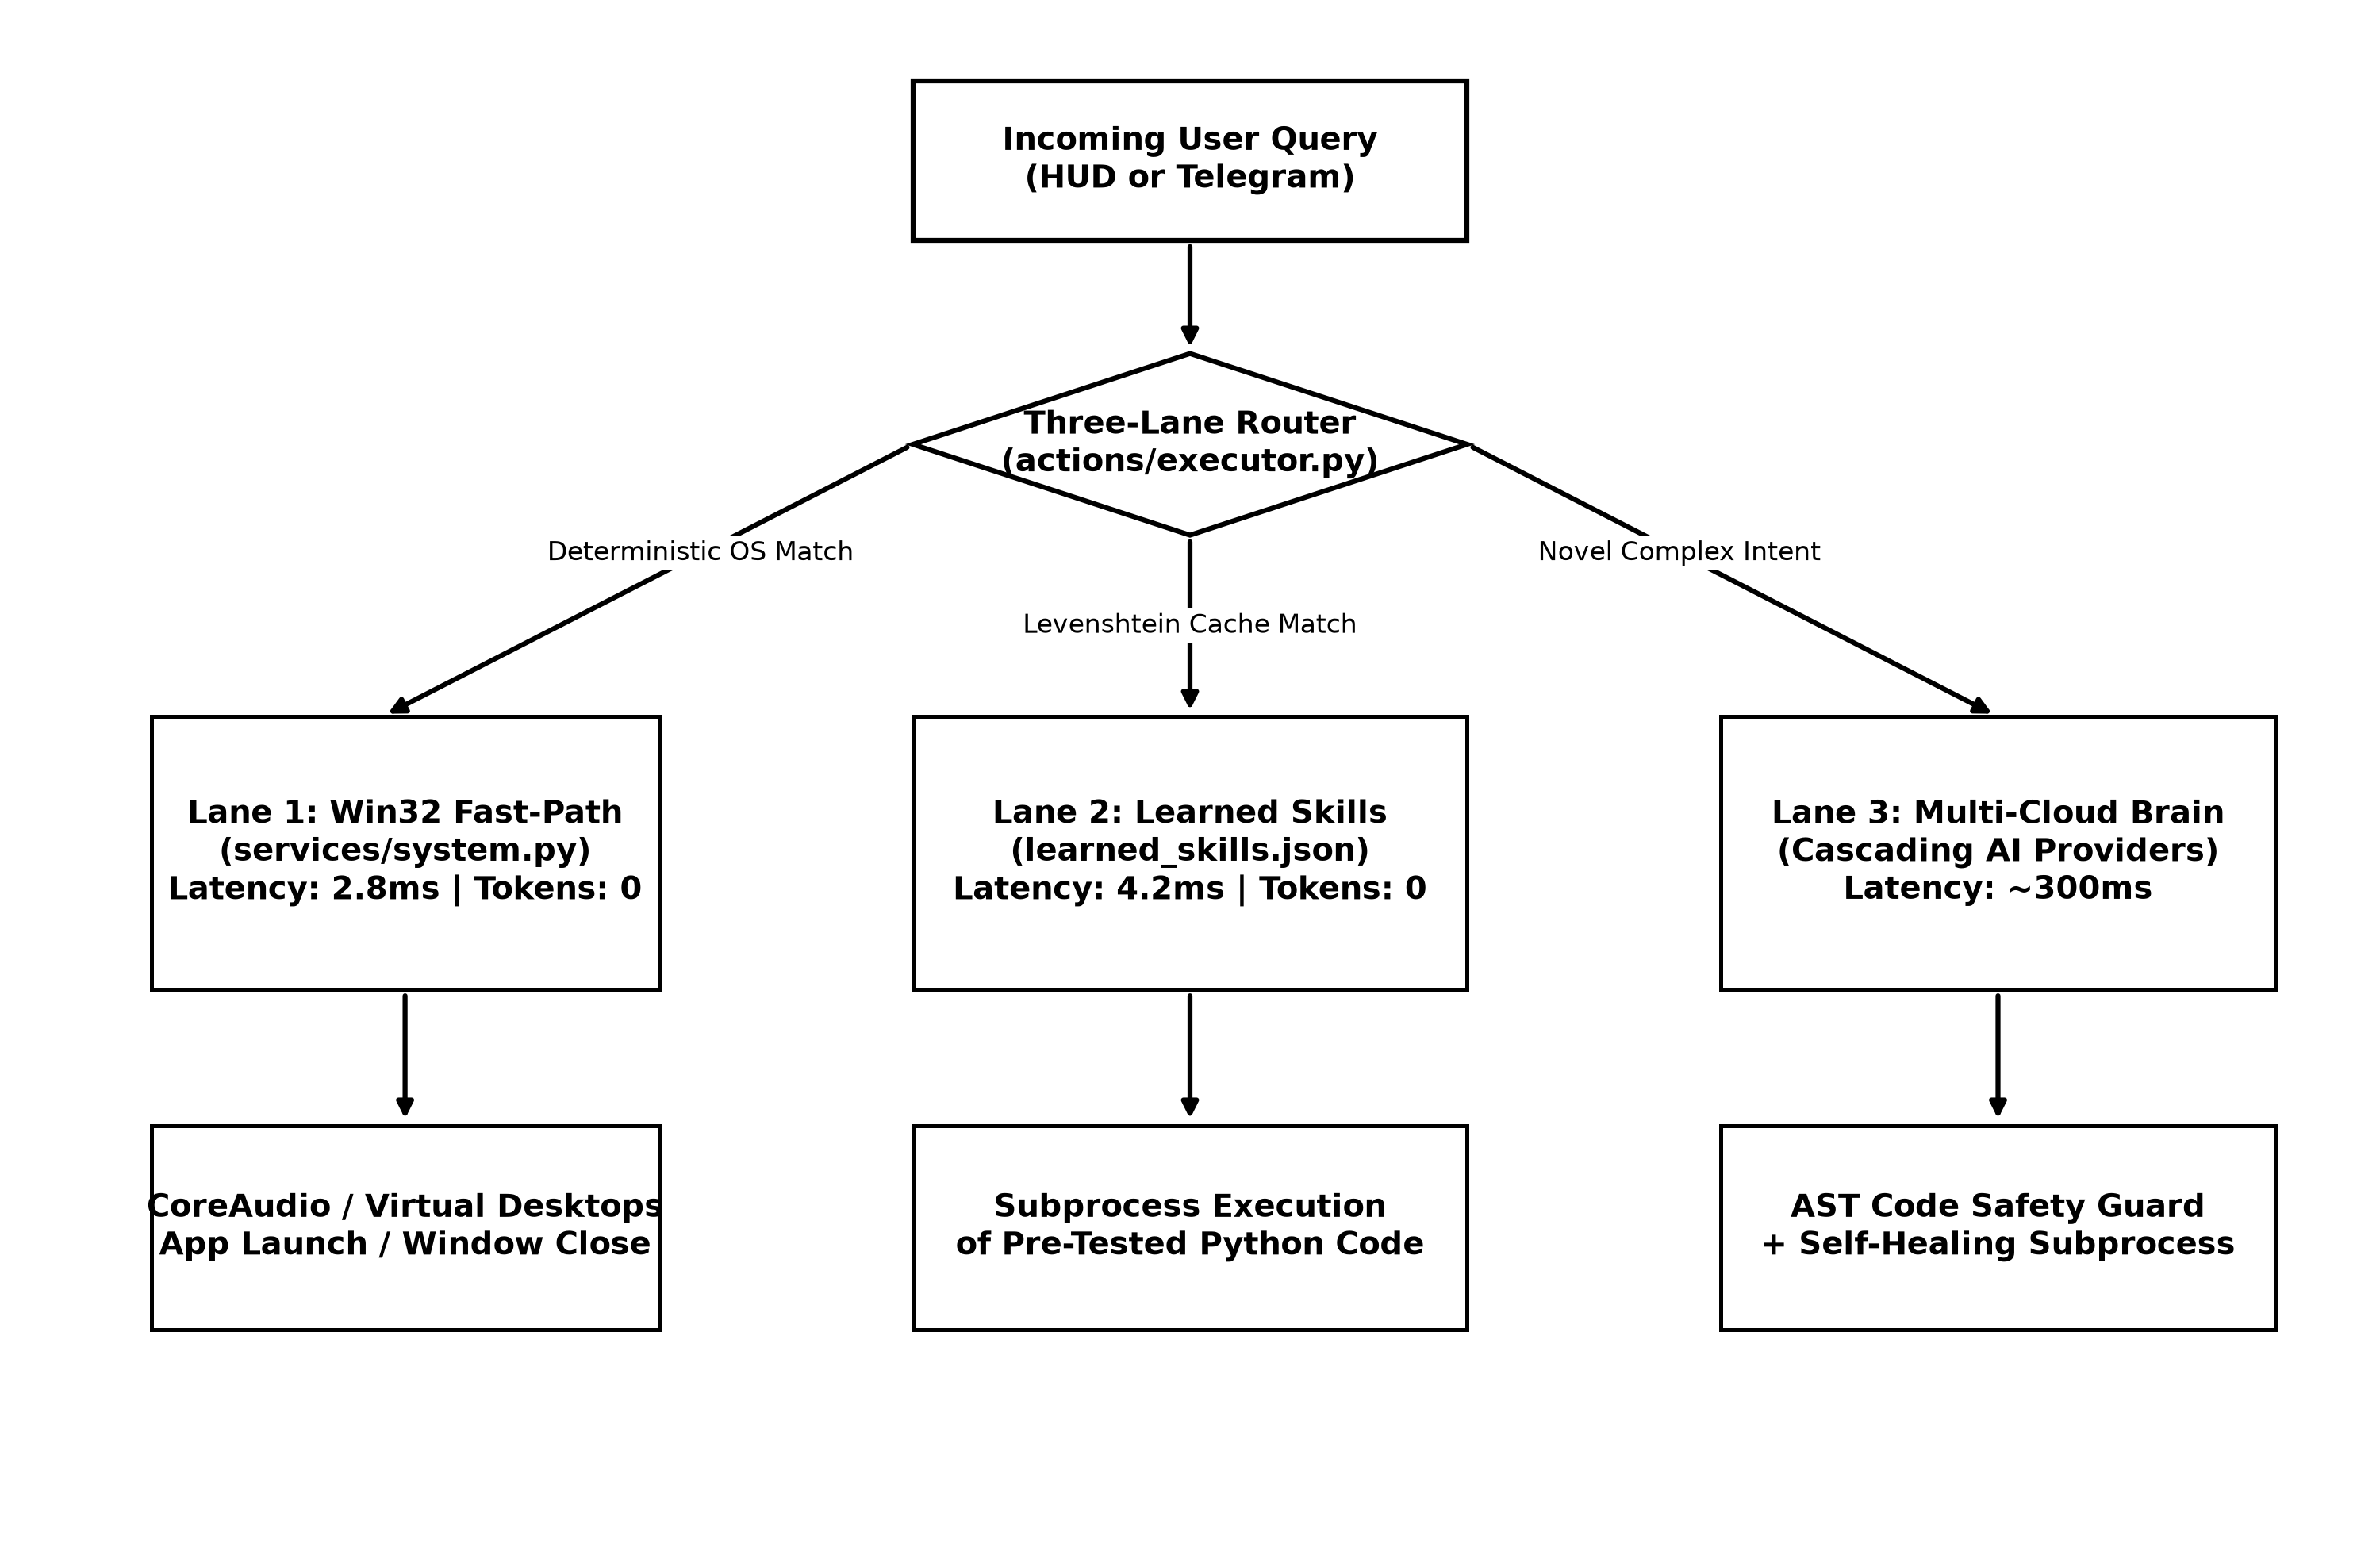 Incoming User Query
(HUD or Telegram)
Three-Lane Router
(actions/executor.py)
Deterministic OS Match
Novel Complex Intent
Levenshtein Cache Match
Lane 1: Win32 Fast-Path
(services/system.py)
Latency: 2.8ms | Tokens: 0
Lane 2: Learned Skills
(learned_skills.json)
Latency: 4.2ms | Tokens: 0
Lane 3: Multi-Cloud Brain
(Cascading AI Providers)
Latency: ~300ms
CoreAudio / Virtual Desktops
App Launch / Window Close
Subprocess Execution
of Pre-Tested Python Code
AST Code Safety Guard
+ Self-Healing Subprocess